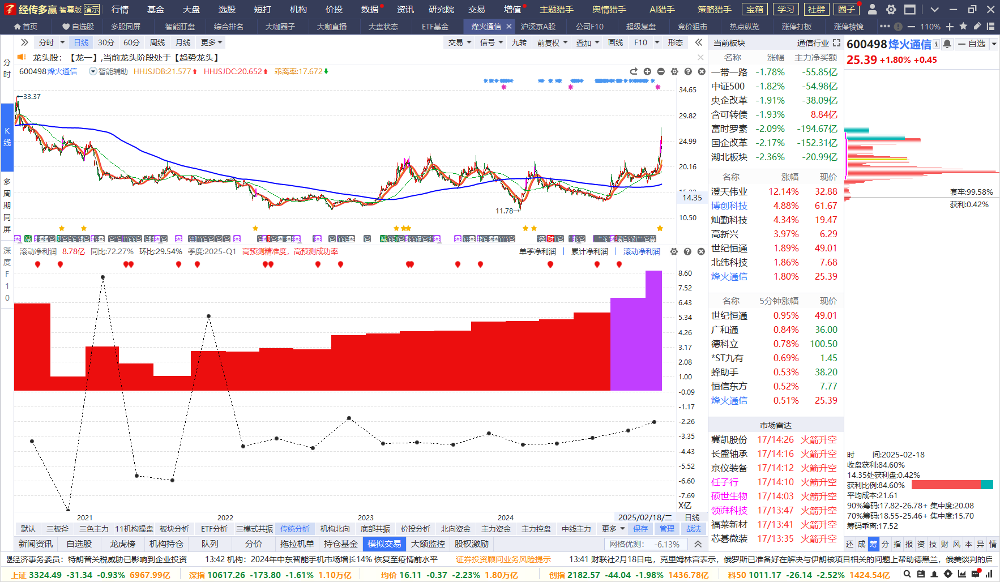 经传多赢 智尊版 演示 行情 基金 大盘 选股 短打 机构 价投 数据 资讯 研究院 交易 增值 主题猎手 舆情猎手 AI猎手 策略猎手 宝箱 学习 社群 圈子
首页 自选股 多股同屏 智能盯盘 综合排名 大咖圈子 大咖直播 大盘状态 ETF基金 烽火通信 沪深京A股 公司F10 超级复盘 竞价狙击 热点纵览 涨停打板 涨停棱镜 110%
分时 日线 30分 60分 周线 月线 更多 交易 信号 九转 前复权 叠加 画线 F10 形态
龙头股：【龙一】,当前龙头阶段处于【趋势龙头】
600498烽火通信 智能辅助 HHJSJDB:21.577 HHJSJDC:20.652 乖离率:17.672
分时
K线
多周期同屏
深度F10
33.37
11.78
34.65
29.82
24.99
20.16
14.35
10.50
滚动净利润 8.78亿 同比:72.27% 环比:29.54% 季度:2025-Q1 高预测精准度，高预测成功率 单季净利润 累计净利润 滚动净利润
8.60
7.52
6.43
5.34
4.26
3.17
2.08
1.00
-0.09
-1.17
-2.26
-3.35
-4.43
-5.52
-6.60
-7.69
X亿
2021 2022 2023 2024 2025/02/18/二 日线
默认 三板斧 三色主力 11机构操盘 板块分析 ETF分析 三模式共振 传统分析 机构北向 底部共振 价投分析 北向资金 主力资金 主力控盘 中线主力 更多 保存 管理 战法
新闻资讯 自选股 龙虎榜 机构持仓 队列 分价 拖拉机单 持仓基金 模拟交易 大额监控 股权激励 网格优测： -6.13%
当前板块 通信行业
名称 涨幅 主力净买额
一带一路 -1.78% -55.85亿
中证500 -1.82% -54.98亿
央企改革 -1.91% -38.09亿
含可转债 -1.93% 8.84亿
富时罗素 -2.09% -194.67亿
国企改革 -2.17% -152.31亿
湖北板块 -2.36% -20.99亿
名称 涨幅 现价
澄天伟业 12.14% 32.88
博创科技 4.88% 61.67
灿勤科技 4.34% 19.47
高新兴 3.97% 6.29
世纪恒通 1.89% 49.01
北纬科技 1.86% 7.68
烽火通信 1.80% 25.39
名称 5分钟涨幅 现价
世纪恒通 0.95% 49.01
广和通 0.84% 36.00
德科立 0.78% 100.50
*ST九有 0.69% 1.45
蜂助手 0.53% 38.20
恒信东方 0.52% 7.77
烽火通信 0.51% 25.39
市场雷达
冀凯股份 17/14:26 火箭升空
长盛轴承 17/14:16 火箭升空
京仪装备 17/14:12 火箭升空
任子行 17/14:10 火箭升空
硕世生物 17/14:03 火箭升空
领湃科技 17/13:47 火箭升空
福莱新材 17/13:41 火箭升空
芯碁微装 17/13:35 火箭升空
600498烽火通信 自选
25.39 +1.80% +0.45
套牢:99.58%
获利:0.42%
时 间:2025-02-18
收盘获利:84.60%
14.35处获利盘:0.42%
获利比例:84.60%
平均成本:21.61
90%筹码:17.82-26.78+ 集中度:20.08
70%筹码:18.55-25.46+ 集中度:15.70
筹码乖离:17.52
还 成 筹 分 指 报 资 技 财 风 本 异 情
经济事务委员：特朗普关税威胁已影响到企业投资 13:42 机构：2024年中东智能手机市场增长14% 恢复至疫情前水平 证券投资顾问业务风险提示 13:41 财联社2月18日电，克里姆林宫表示，俄罗斯已准备好在解决与伊朗核项目相关的问题上帮助德黑兰，俄美谈判的启
上证 3324.49 -31.34 -0.93% 6967.99亿 深指 10617.26 -173.80 -1.61% 1.10万亿 均价 16.11 -0.37 -2.23% 1.80万亿 创指 2182.57 -44.04 -1.98% 1436.78亿 科50 1011.17 -26.14 -2.52% 1424.54亿